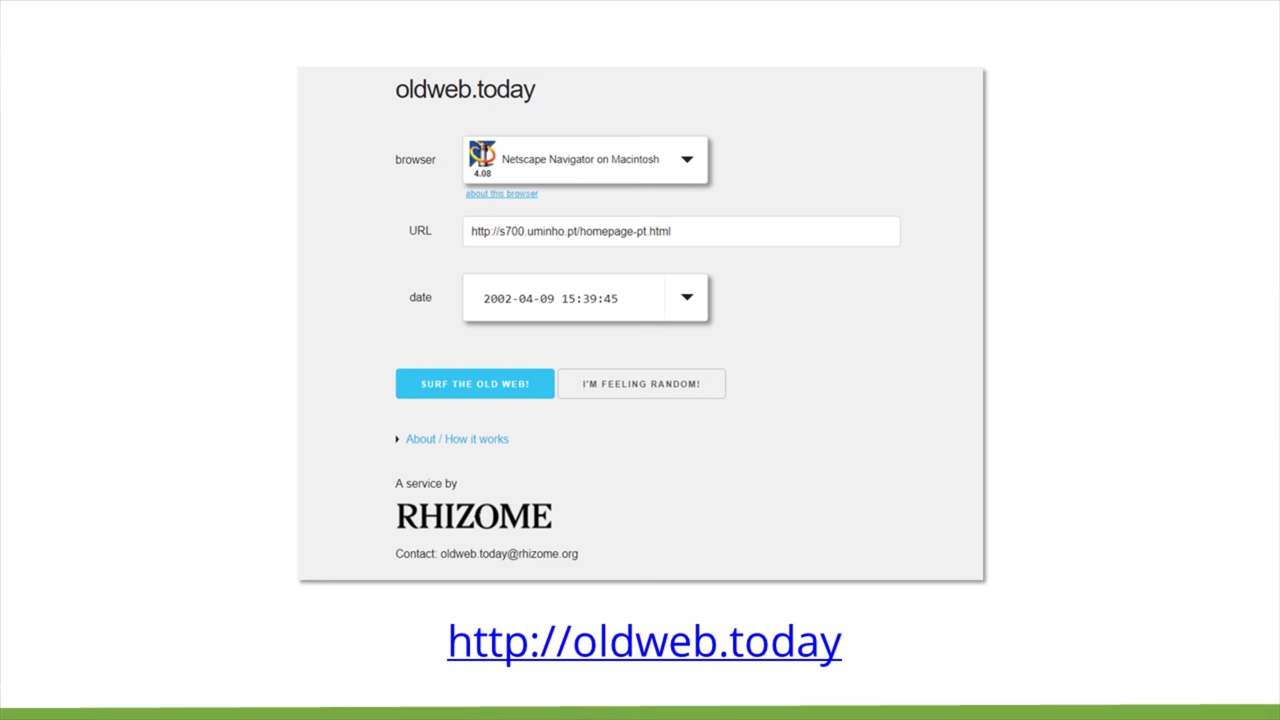 oldweb.today
browser
Netscape Navigator on Macintosh
4.08
about this browser
URL
http://s700.uminho.pt/homepage-pt.html
date
2002-04-09 15:39:45
SURF THE OLD WEB!
I'M FEELING RANDOM!
About / How it works
A service by
RHIZOME
Contact: oldweb.today@rhizome.org
http://oldweb.today